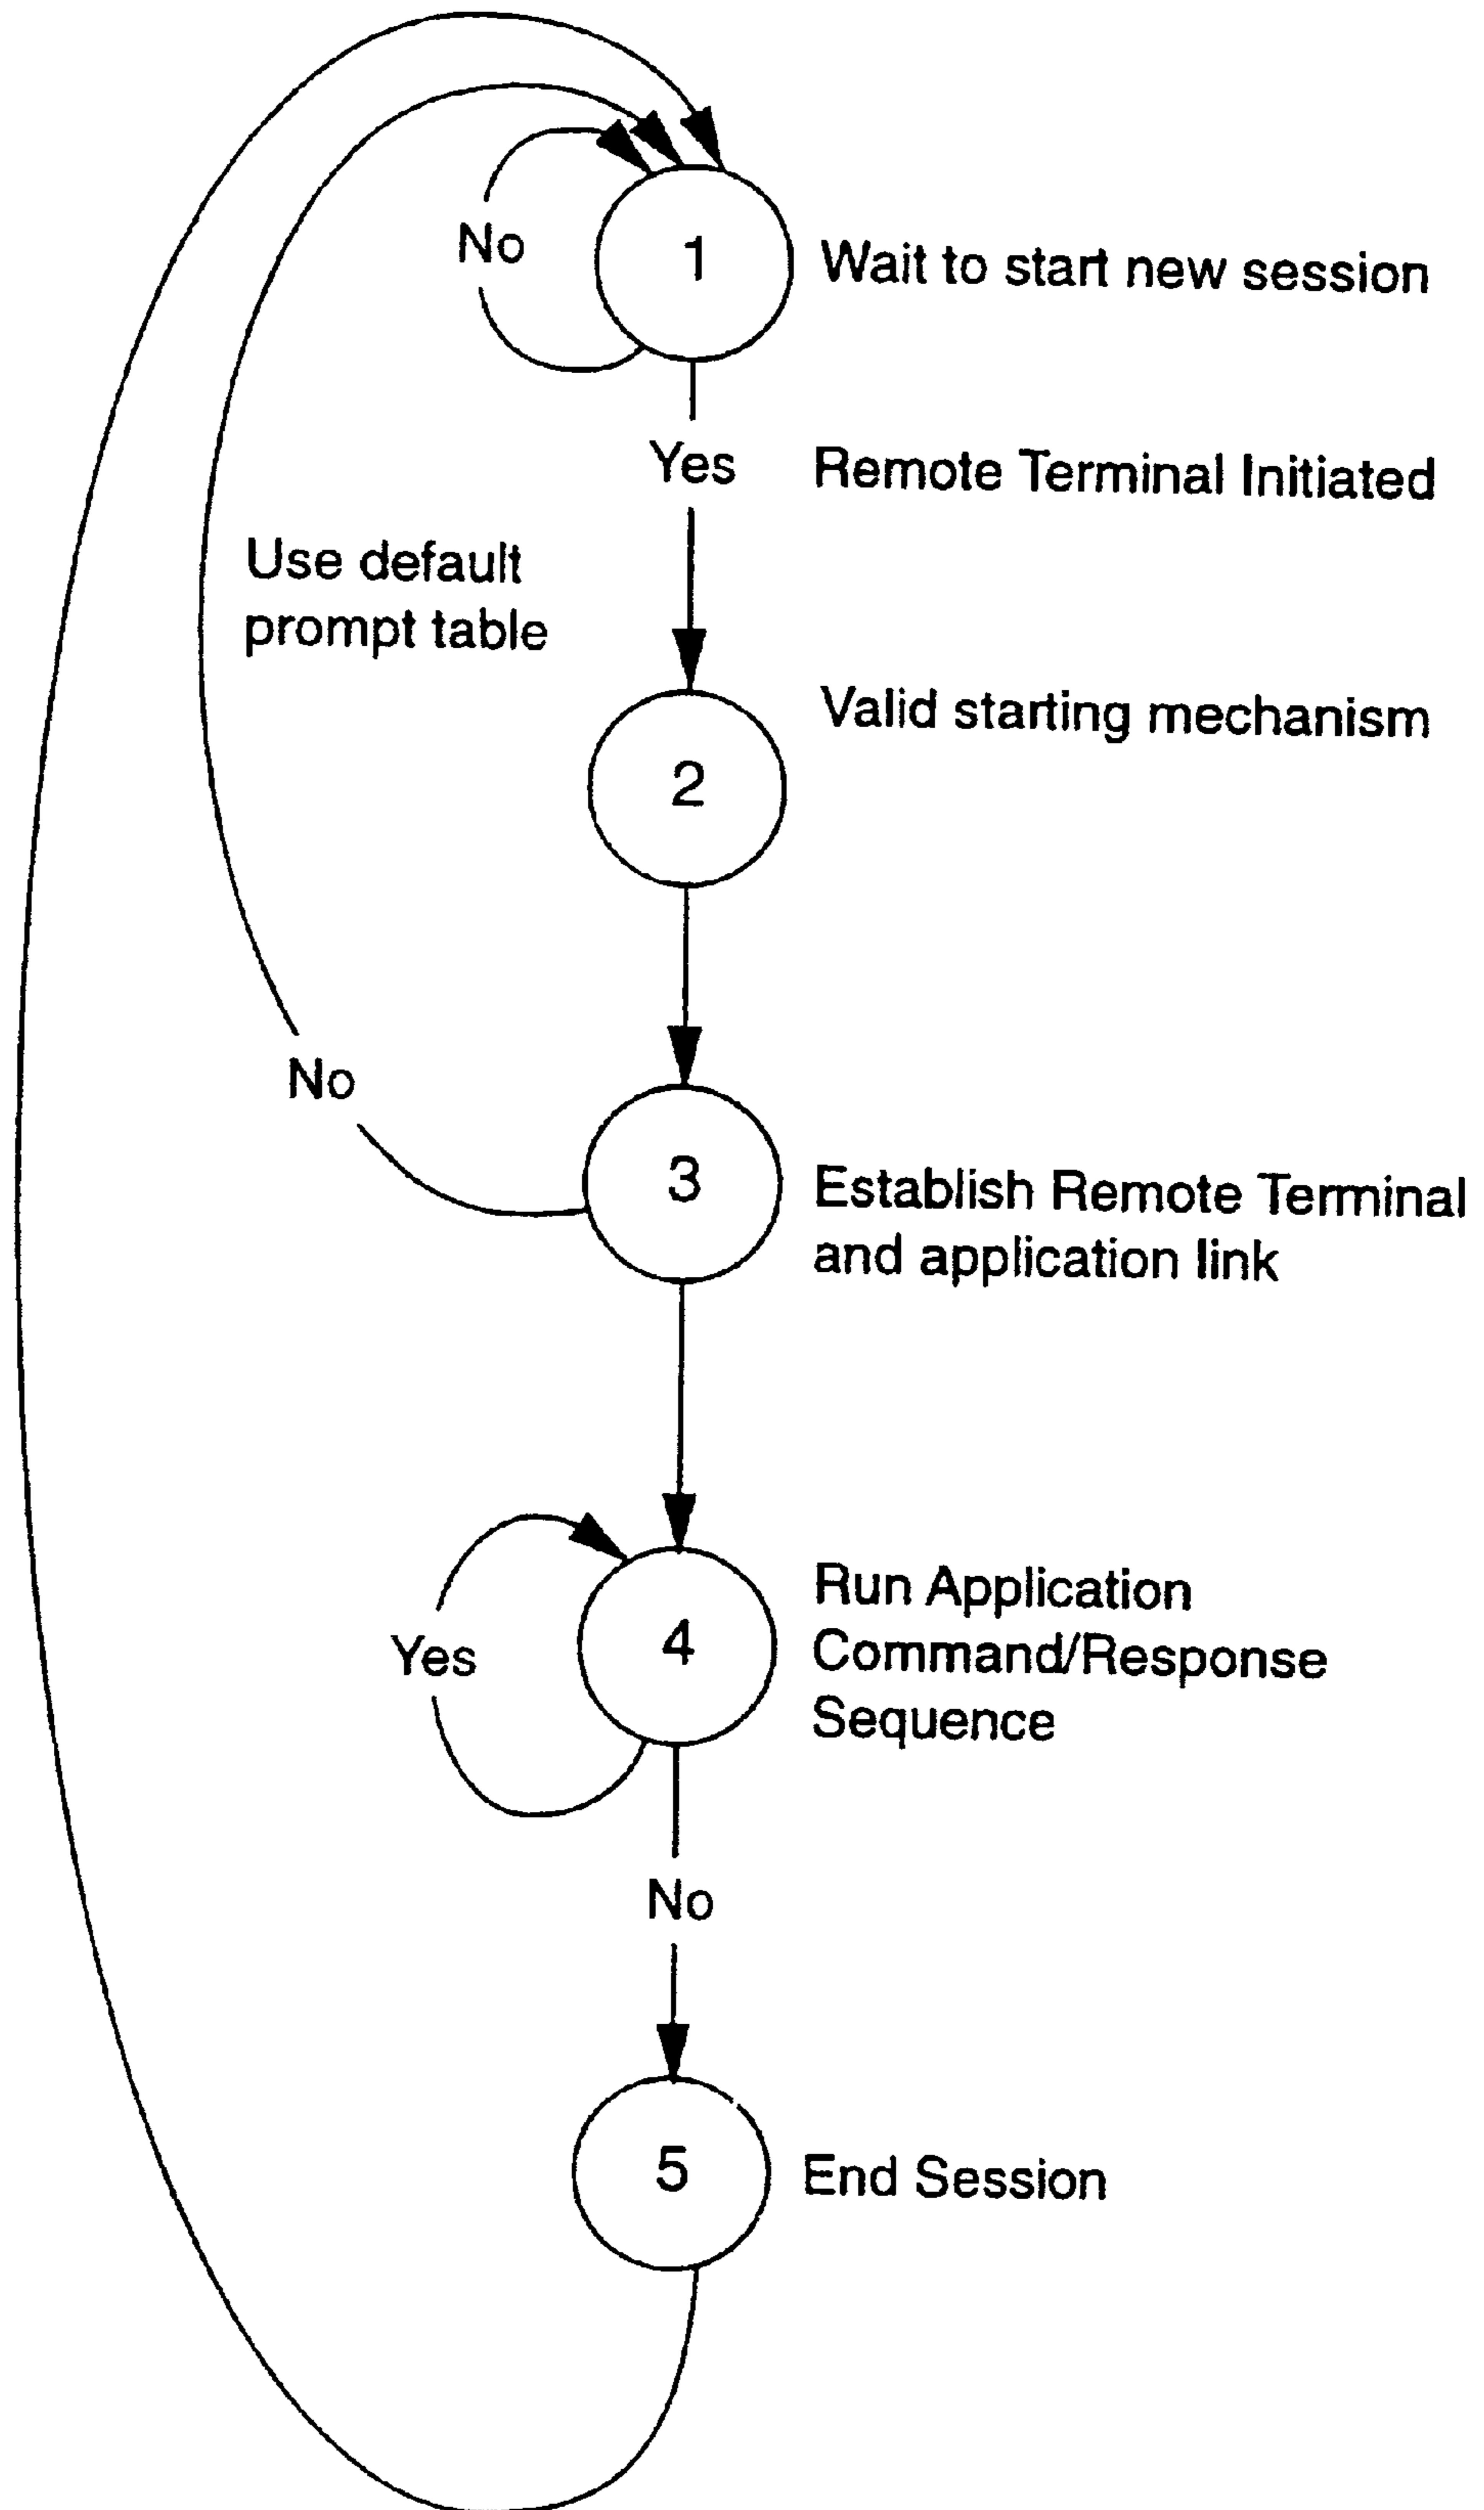 No
1
Wait to start new session
Yes
Remote Terminal Initiated
Use default
prompt table
Valid starting mechanism
2
No
3
Establish Remote Terminal
and application link
Run Application
Yes
4
Command/Response
Sequence
No
5
End Session